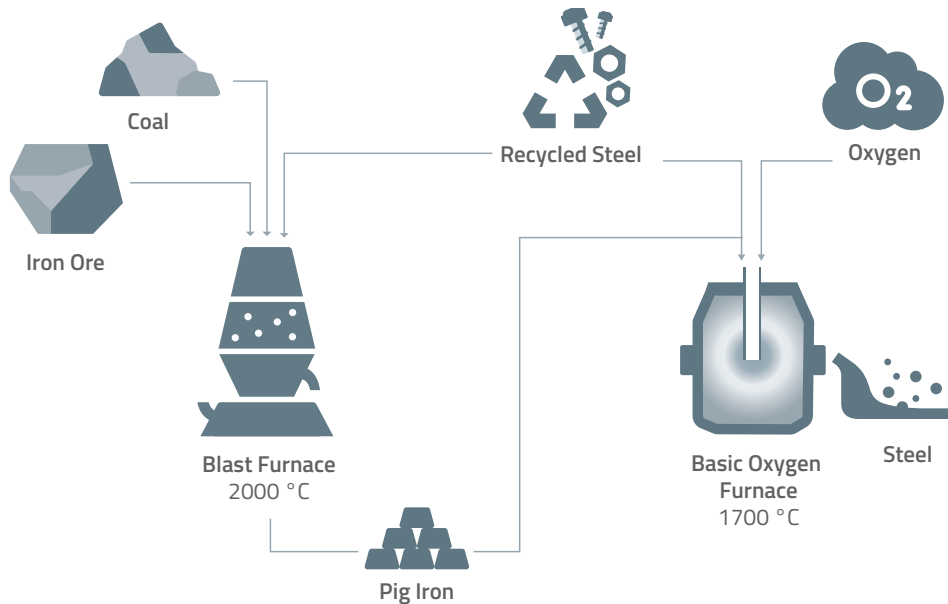 Coal
Recycled Steel
O2
Oxygen
Iron Ore
Blast Furnace
2000 °C
Basic Oxygen
Furnace
1700 °C
Steel
Pig Iron